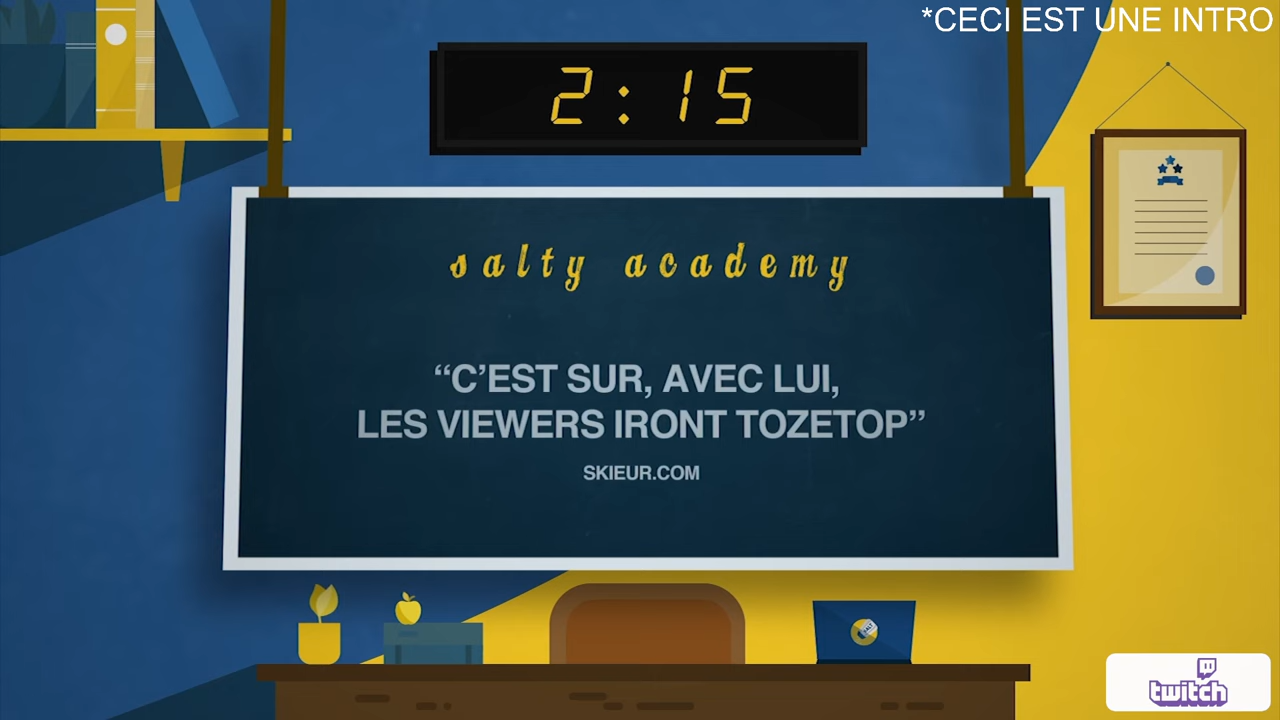 *CECI EST UNE INTRO
2:15
salty academy
“C’EST SUR, AVEC LUI,
LES VIEWERS IRONT TOZETOP”
SKIEUR.COM
twitch